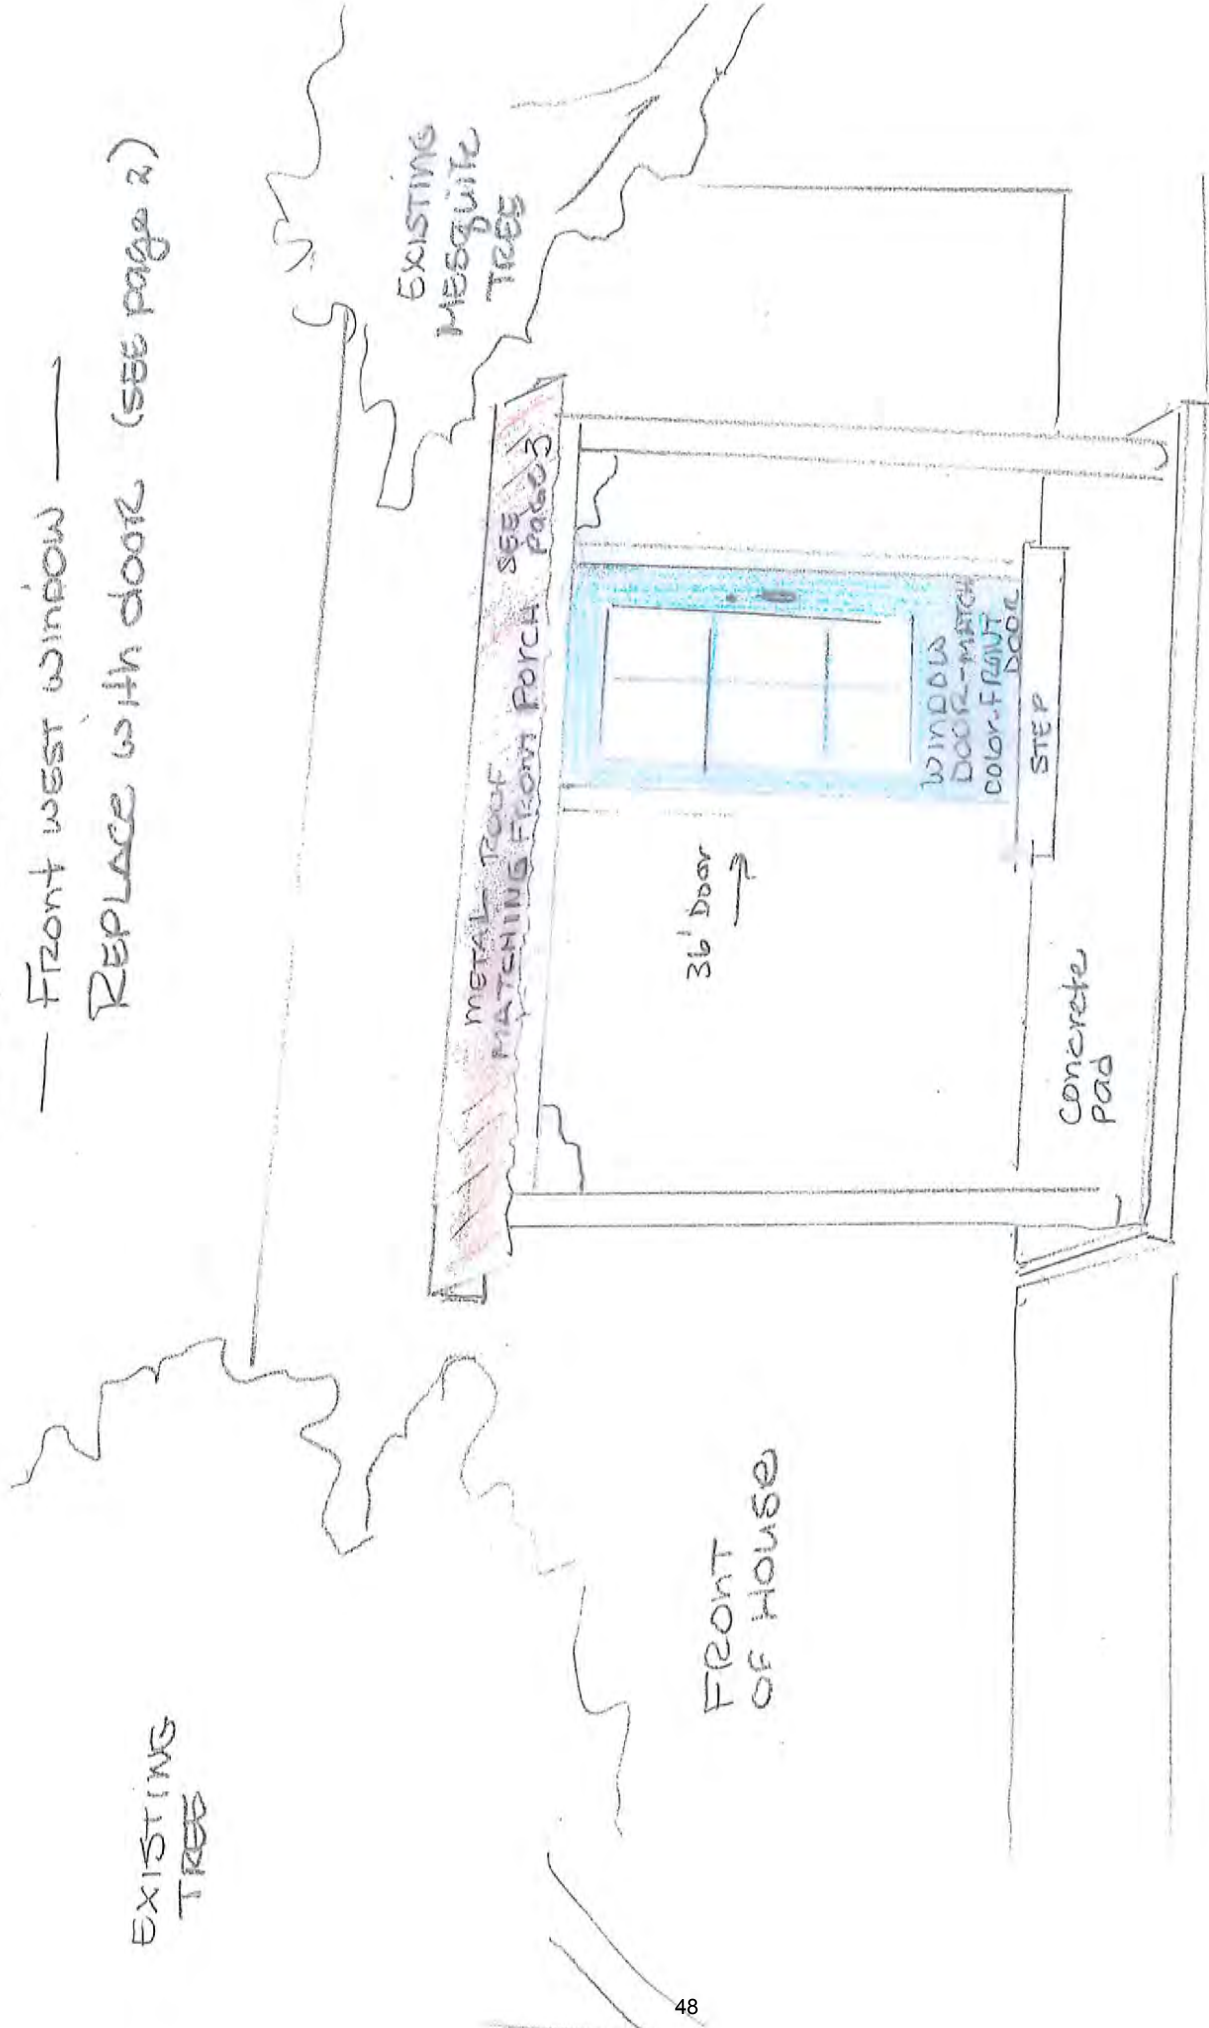 — Front WEST WINDOW —
REPLACE with door (SEE page 2)
EXISTING
TREE
EXISTING
MESQUITE
TREE
METAL ROOF
MATCHING FRONT PORCH
SEE
Page 3
36' Door
WINDOW
DOOR-MATCH
COLOR-FRONT
DOOR
STEP
Concrete
Pad
FRONT
OF HOUSE
48